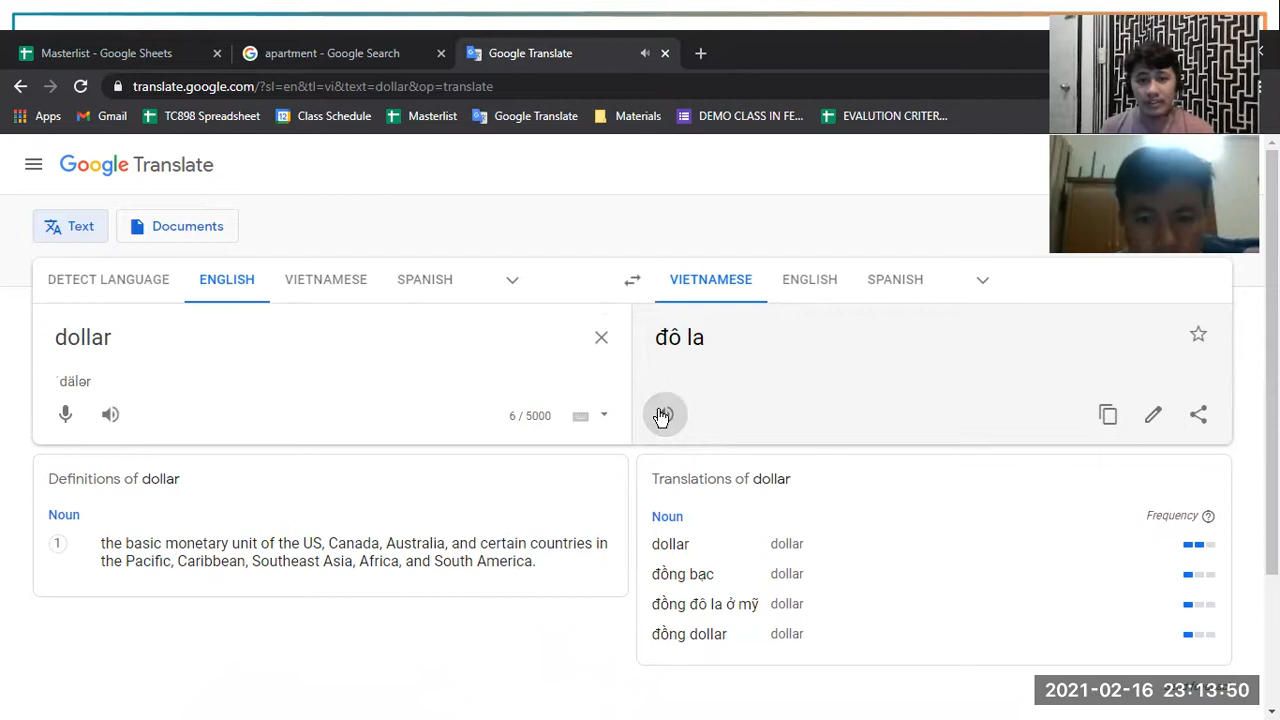 Masterlist - Google Sheets
apartment - Google Search
Google Translate
translate.google.com/?sl=en&tl=vi&text=dollar&op=translate
Apps
Gmail
TC898 Spreadsheet
Class Schedule
Masterlist
Google Translate
Materials
DEMO CLASS IN FE...
EVALUTION CRITER...
Google Translate
Text
Documents
DETECT LANGUAGE
ENGLISH
VIETNAMESE
SPANISH
VIETNAMESE
ENGLISH
SPANISH
dollar
đô la
ˈdälər
6 / 5000
Definitions of dollar
Translations of dollar
Noun
Noun
Frequency
1
the basic monetary unit of the US, Canada, Australia, and certain countries in
the Pacific, Caribbean, Southeast Asia, Africa, and South America.
dollar dollar
đồng bạc dollar
đồng đô la ở mỹ dollar
đồng dollar dollar
2021-02-16 23:13:50